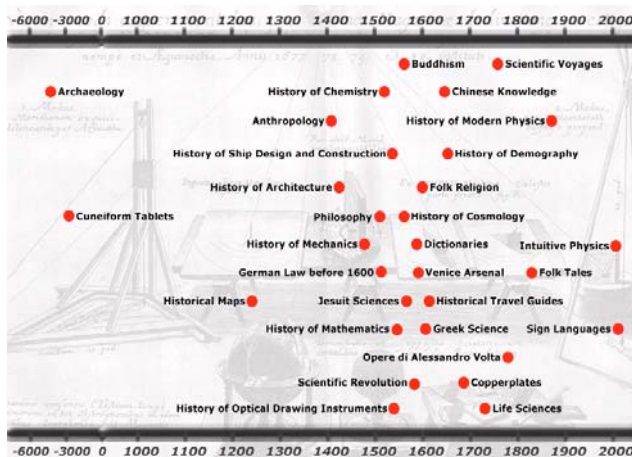 -6000 -3000 0 1000 1200 1300 1400 1500 1600 1700 1800 1900 2000
Buddhism Scientific Voyages
Archaeology History of Chemistry Chinese Knowledge
Anthropology History of Modern Physics
History of Ship Design and Construction History of Demography
History of Architecture Folk Religion
Cuneiform Tablets Philosophy History of Cosmology
History of Mechanics Dictionaries Intuitive Physics
German Law before 1600 Venice Arsenal Folk Tales
Historical Maps Jesuit Sciences Historical Travel Guides
History of Mathematics Greek Science Sign Languages
Opere di Alessandro Volta
Scientific Revolution Copperplates
History of Optical Drawing Instruments Life Sciences
-6000 -3000 0 1000 1200 1300 1400 1500 1600 1700 1800 1900 2000